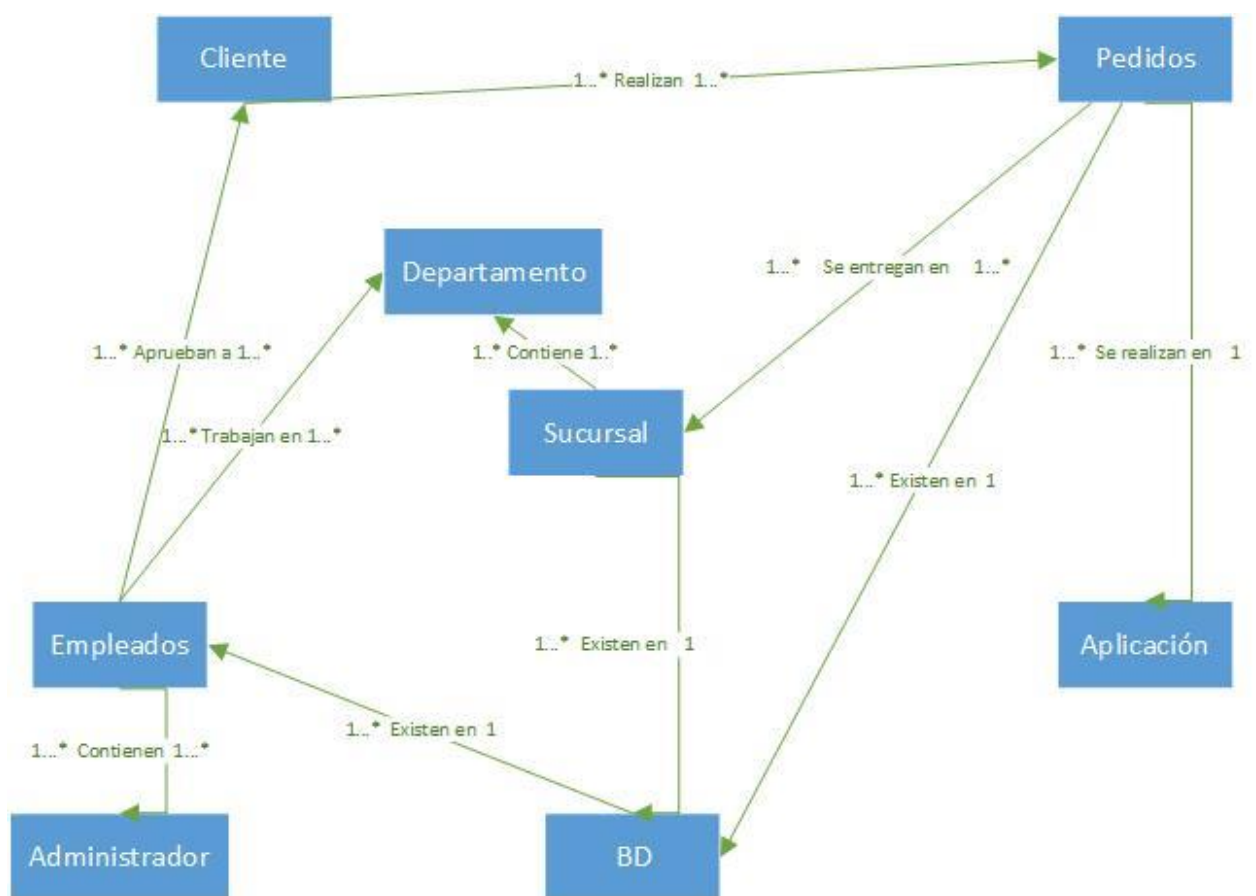 Cliente
Pedidos
1...* Realizan 1...*
Departamento
1...* Se entregan en 1...*
1...* Aprueban a 1...*
1..* Contiene 1..*
1...* Se realizan en 1
Sucursal
1...* Trabajan en 1...*
1...* Existen en 1
Empleados
1...* Existen en 1
Aplicación
1...* Existen en 1
1...* Contienen 1...*
Administrador
BD